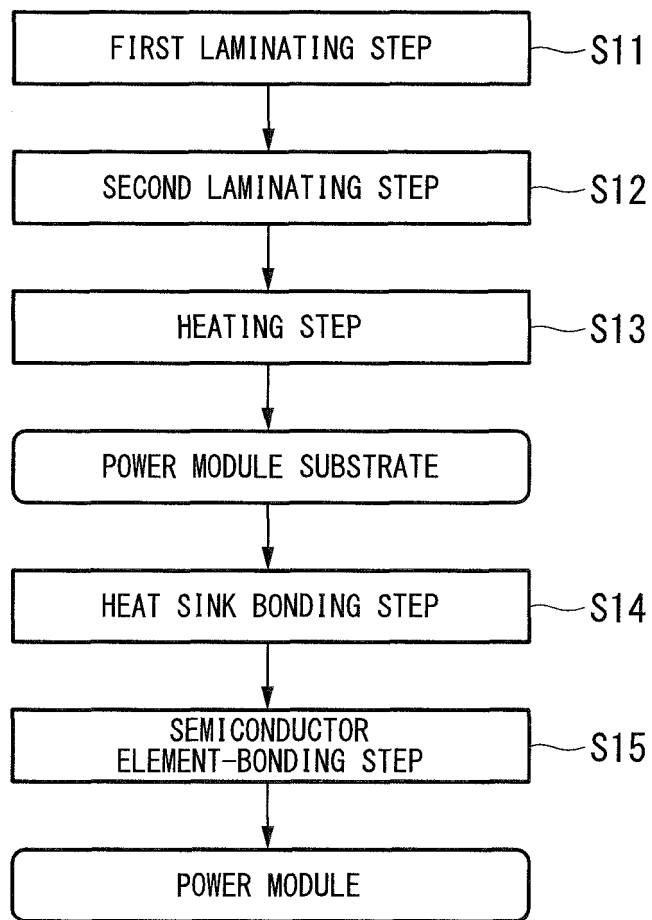 FIRST LAMINATING STEP S11
SECOND LAMINATING STEP S12
HEATING STEP S13
POWER MODULE SUBSTRATE
HEAT SINK BONDING STEP S14
SEMICONDUCTOR
ELEMENT-BONDING STEP S15
POWER MODULE